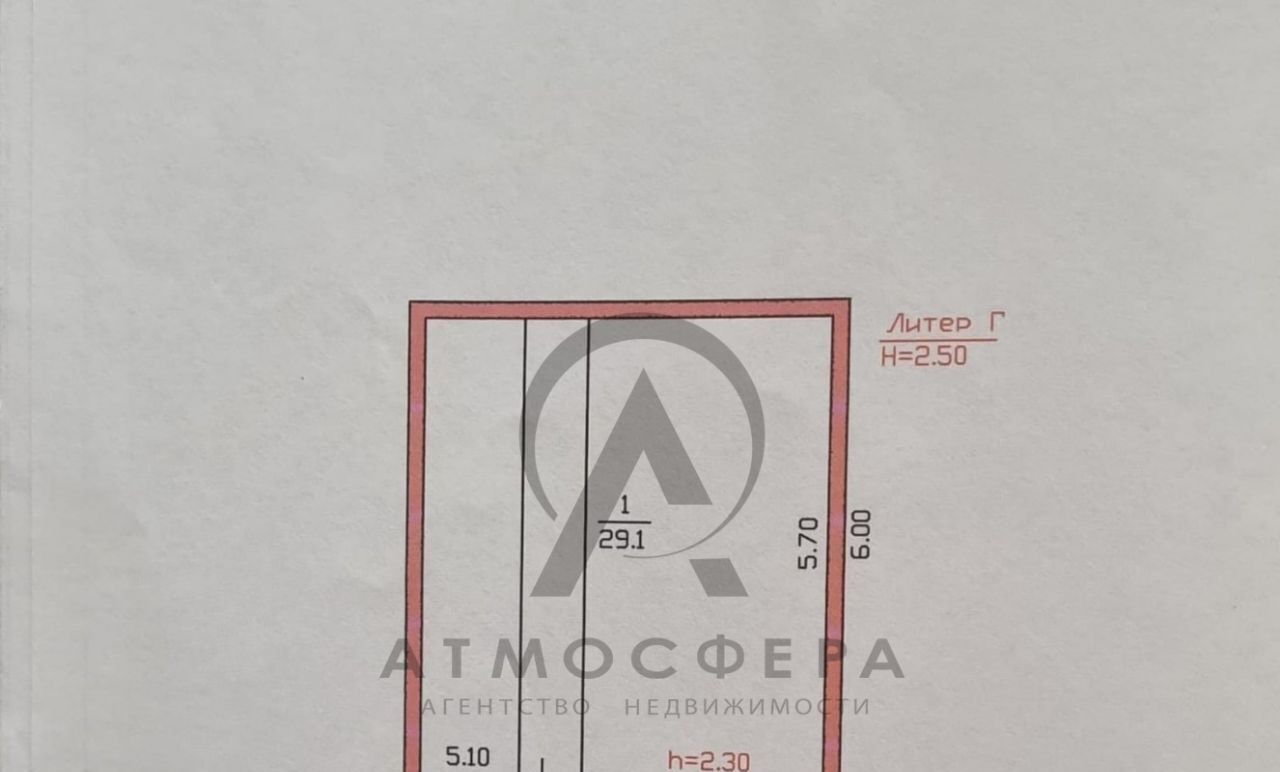 Литер Г
H=2.50
1
29.1
5.70
6.00
АТМОСФЕРА
АГЕНТСТВО НЕДВИЖИМОСТИ
5.10
h=2.30